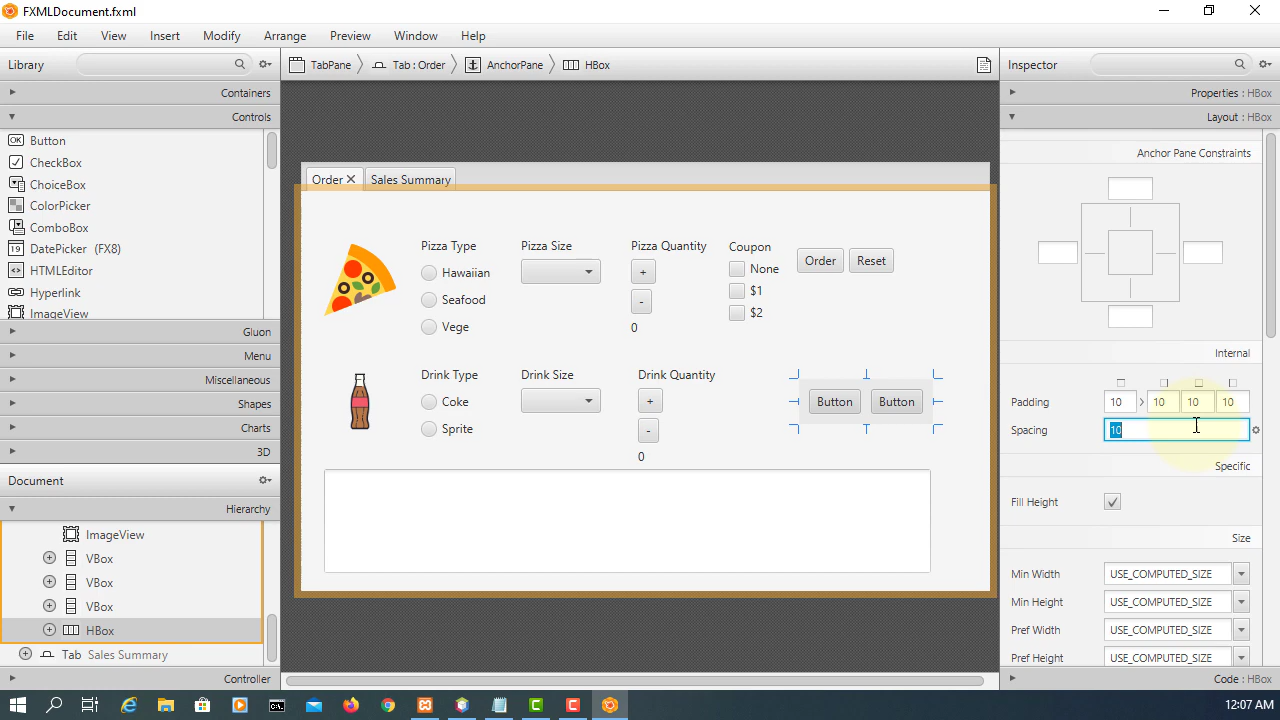 FXMLDocument.fxml
File Edit View Insert Modify Arrange Preview Window Help
Library
TabPane Tab : Order AnchorPane HBox
Inspector
Containers
Properties : HBox
Controls
Layout : HBox
OK Button
CheckBox
ChoiceBox
ColorPicker
ComboBox
19 DatePicker (FX8)
HTMLEditor
Hyperlink
ImageView
Gluon
Menu
Miscellaneous
Shapes
Charts
3D
Document
Hierarchy
ImageView
VBox
VBox
VBox
HBox
Tab Sales Summary
Controller
Order Sales Summary
Pizza Type Pizza Size Pizza Quantity Coupon
Order Reset
Hawaiian + None
Seafood - $1
Vege 0 $2
Drink Type Drink Size Drink Quantity
Coke + Button Button
Sprite -
0
Anchor Pane Constraints
Internal
Padding 10 10 10 10
Spacing 10
Specific
Fill Height
Size
Min Width USE_COMPUTED_SIZE
Min Height USE_COMPUTED_SIZE
Pref Width USE_COMPUTED_SIZE
Pref Height USE_COMPUTED_SIZE
Code : HBox
12:07 AM